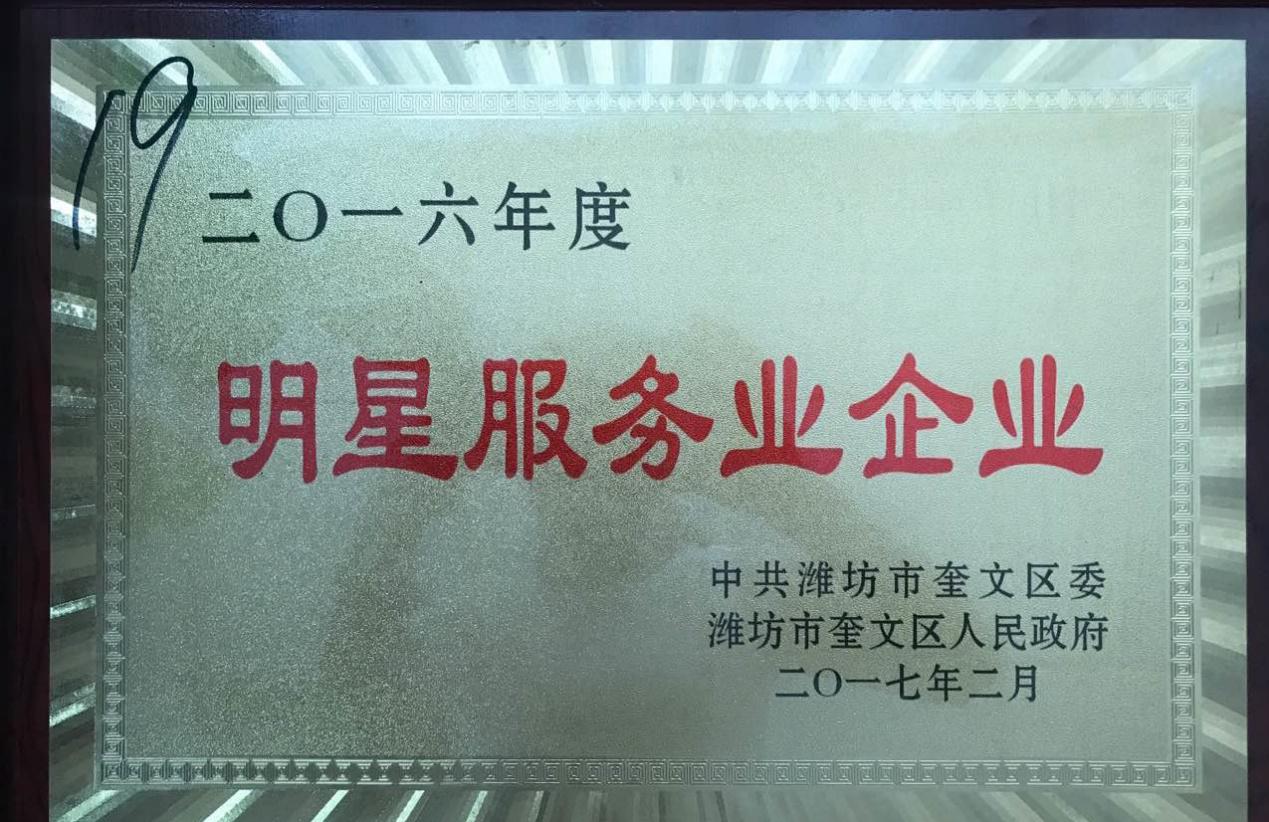 19
二〇一六年度
明星服务业企业
中共潍坊市奎文区委
潍坊市奎文区人民政府
二〇一七年二月